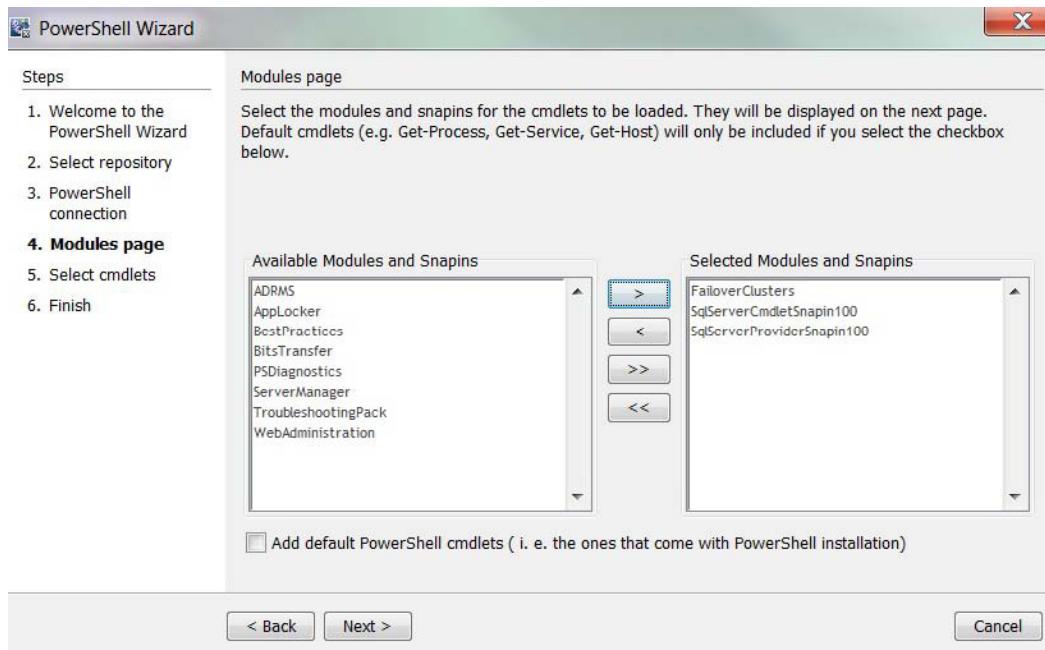 PowerShell Wizard
X
Steps
1. Welcome to the
PowerShell Wizard
2. Select repository
3. PowerShell
connection
4. Modules page
5. Select cmdlets
6. Finish
Modules page
Select the modules and snapins for the cmdlets to be loaded. They will be displayed on the next page.
Default cmdlets (e.g. Get-Process, Get-Service, Get-Host) will only be included if you select the checkbox
below.
Available Modules and Snapins
ADRMS
AppLocker
BestPractices
BitsTransfer
PSDiagnostics
ServerManager
TroubleshootingPack
WebAdministration
>
<
>>
<<
Selected Modules and Snapins
FailoverClusters
SqlServerCmdletSnapin100
SqlServerProviderSnapin100
Add default PowerShell cmdlets ( i. e. the ones that come with PowerShell installation)
< Back
Next >
Cancel